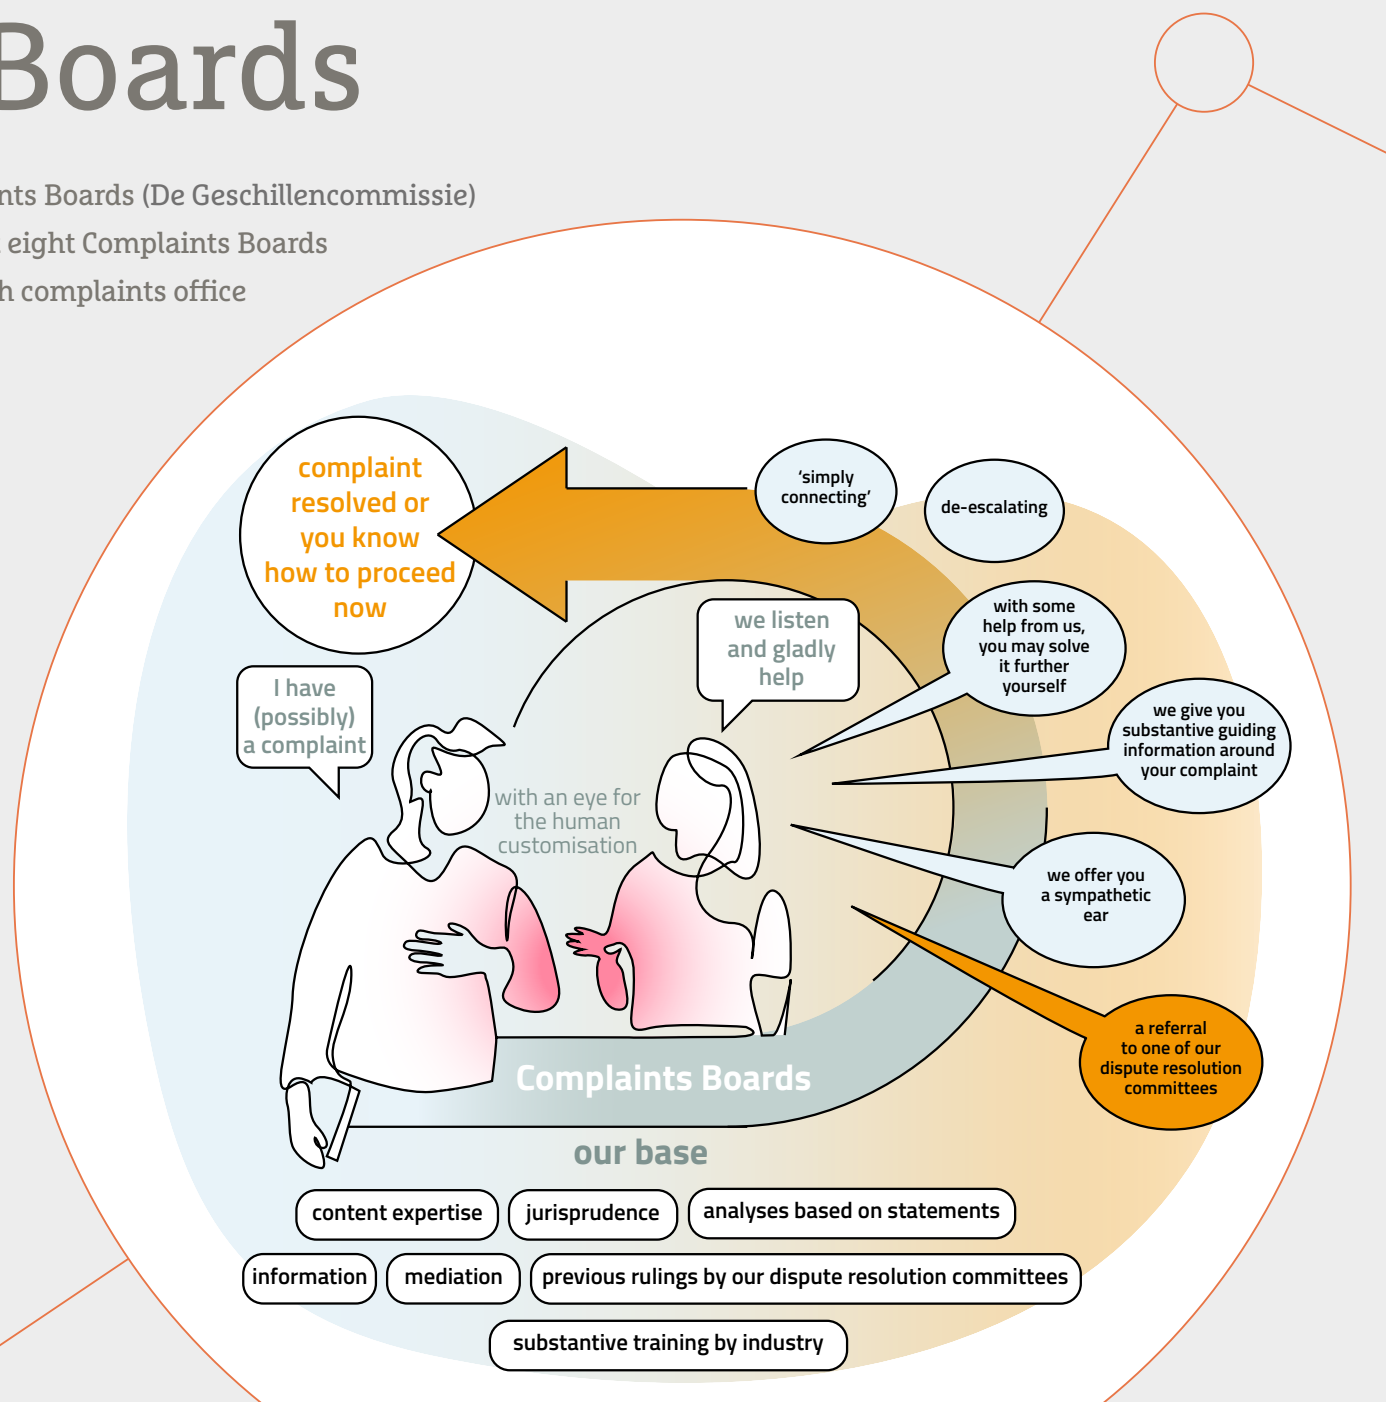 Boards
nts Boards (De Geschillencommissie)
eight Complaints Boards
h complaints office
complaint
resolved or
you know
how to proceed
now
'simply
connecting'
de-escalating
with some
help from us,
you may solve
it further
yourself
we listen
and gladly
help
I have
(possibly)
a complaint
we give you
substantive guiding
information around
your complaint
with an eye for
the human
customisation
we offer you
a sympathetic
ear
a referral
to one of our
dispute resolution
committees
Complaints Boards
our base
content expertise
jurisprudence
analyses based on statements
information
mediation
previous rulings by our dispute resolution committees
substantive training by industry